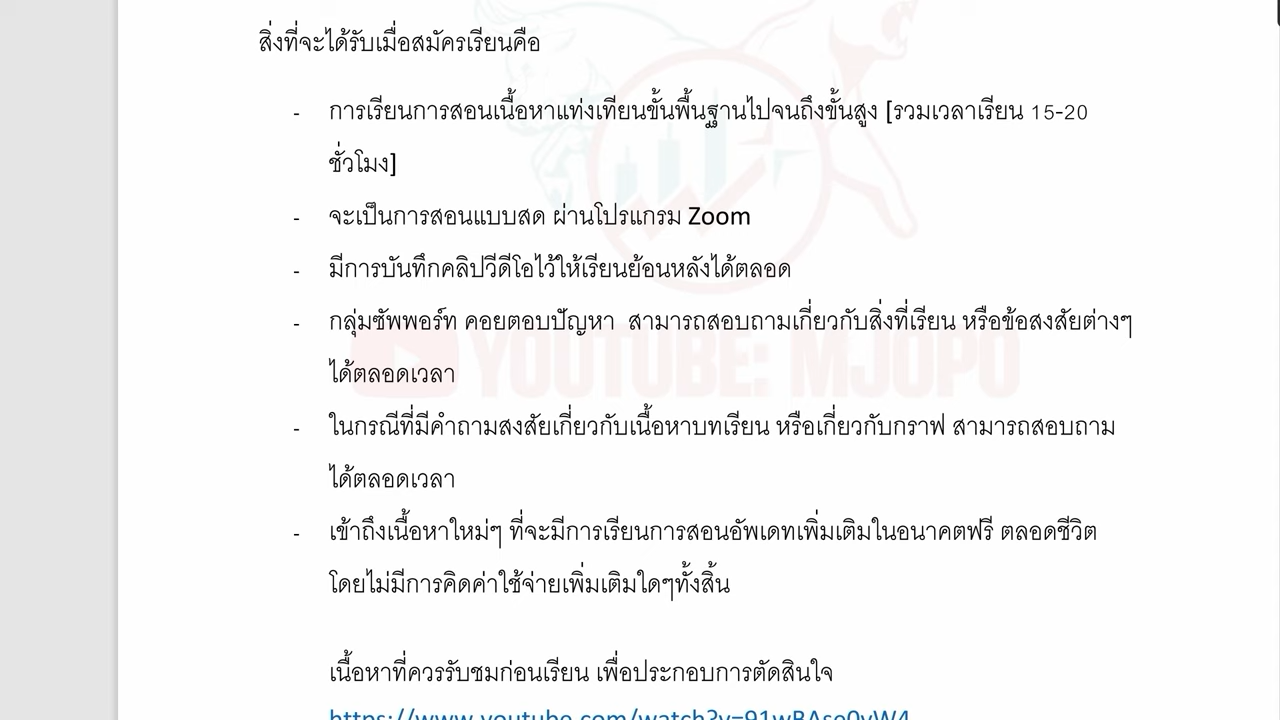 สิ่งที่จะได้รับเมื่อสมัครเรียนคือ
- การเรียนการสอนเนื้อหาแท่งเทียนขั้นพื้นฐานไปจนถึงขั้นสูง [รวมเวลาเรียน 15-20
ชั่วโมง]
- จะเป็นการสอนแบบสด ผ่านโปรแกรม Zoom
- มีการบันทึกคลิปวีดีโอไว้ให้เรียนย้อนหลังได้ตลอด
- กลุ่มซัพพอร์ท คอยตอบปัญหา สามารถสอบถามเกี่ยวกับสิ่งที่เรียน หรือข้อสงสัยต่างๆ
ได้ตลอดเวลา
YOUTUBE: MJOPO
- ในกรณีที่มีคำถามสงสัยเกี่ยวกับเนื้อหาบทเรียน หรือเกี่ยวกับกราฟ สามารถสอบถาม
ได้ตลอดเวลา
- เข้าถึงเนื้อหาใหม่ๆ ที่จะมีการเรียนการสอนอัพเดทเพิ่มเติมในอนาคตฟรี ตลอดชีวิต
โดยไม่มีการคิดค่าใช้จ่ายเพิ่มเติมใดๆทั้งสิ้น
เนื้อหาที่ควรรับชมก่อนเรียน เพื่อประกอบการตัดสินใจ